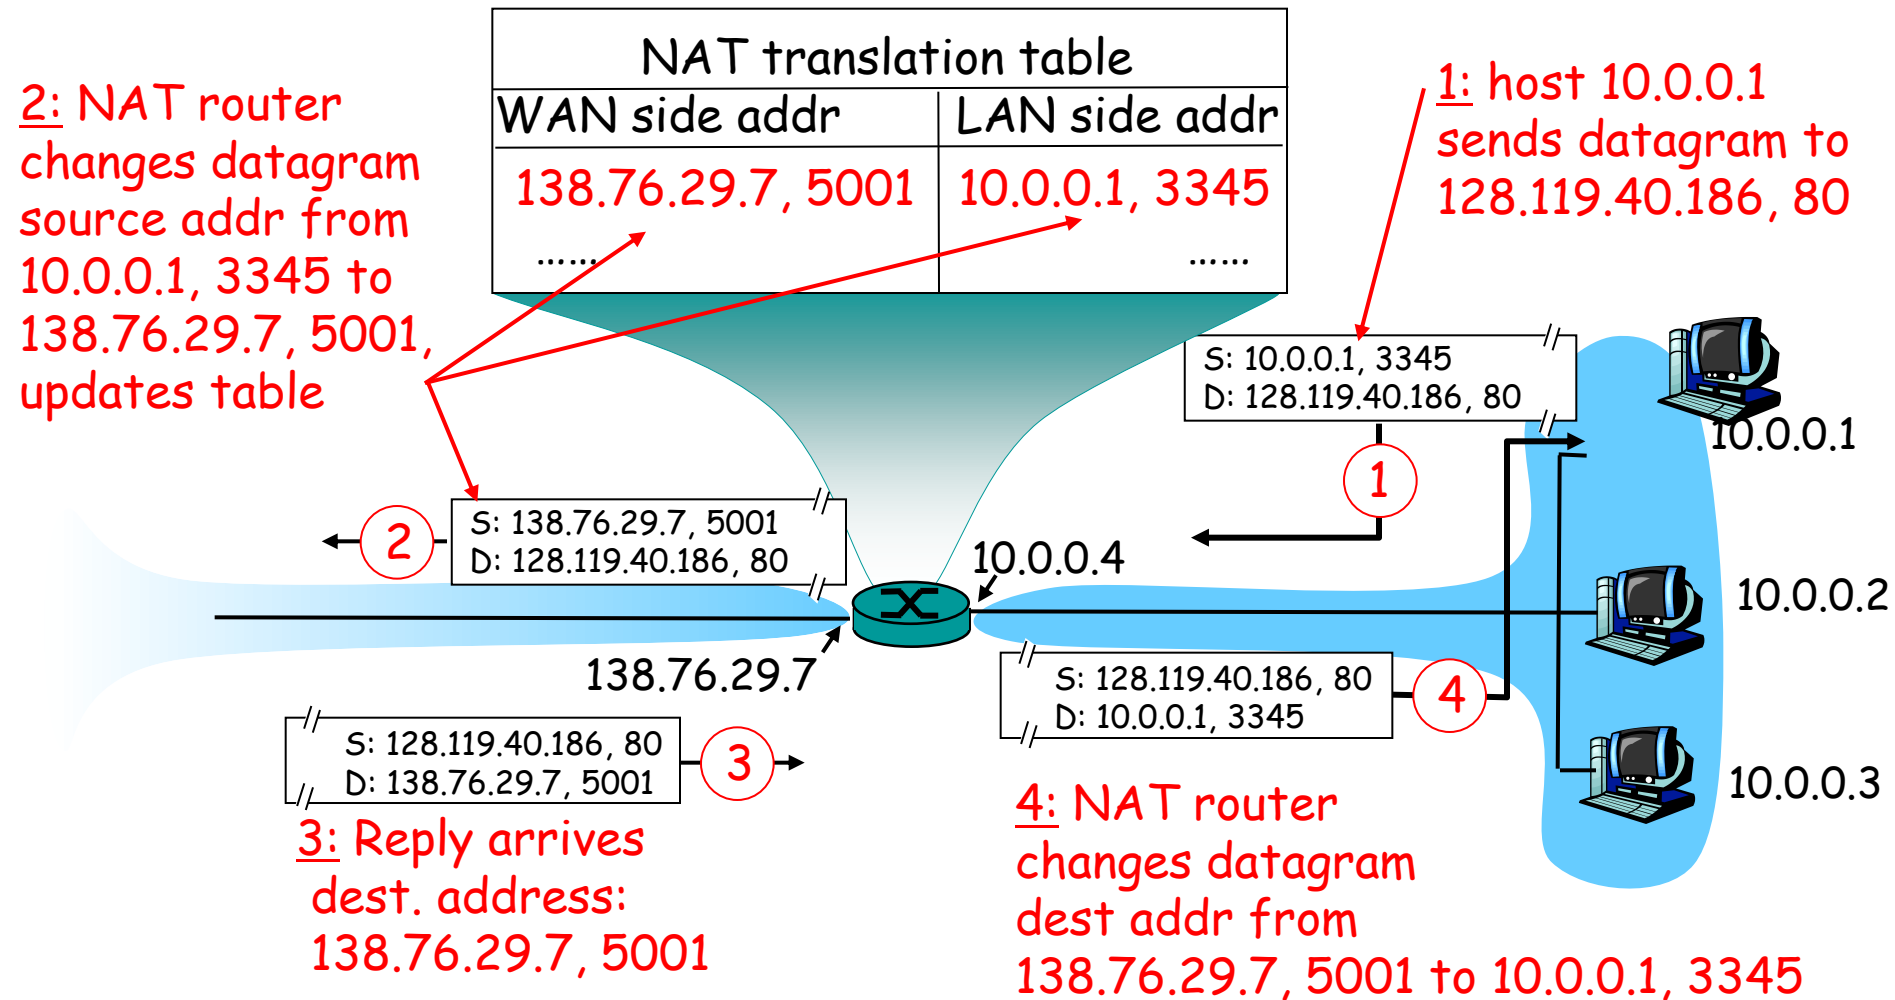 NAT translation table
WAN side addr
LAN side addr
138.76.29.7, 5001
10.0.0.1, 3345
……
……
2: NAT router
changes datagram
source addr from
10.0.0.1, 3345 to
138.76.29.7, 5001,
updates table
1: host 10.0.0.1
sends datagram to
128.119.40.186, 80
S: 10.0.0.1, 3345
D: 128.119.40.186, 80
1
10.0.0.1
S: 138.76.29.7, 5001
D: 128.119.40.186, 80
2
10.0.0.4
10.0.0.2
138.76.29.7
S: 128.119.40.186, 80
D: 10.0.0.1, 3345
4
S: 128.119.40.186, 80
D: 138.76.29.7, 5001
3
10.0.0.3
3: Reply arrives
dest. address:
138.76.29.7, 5001
4: NAT router
changes datagram
dest addr from
138.76.29.7, 5001 to 10.0.0.1, 3345